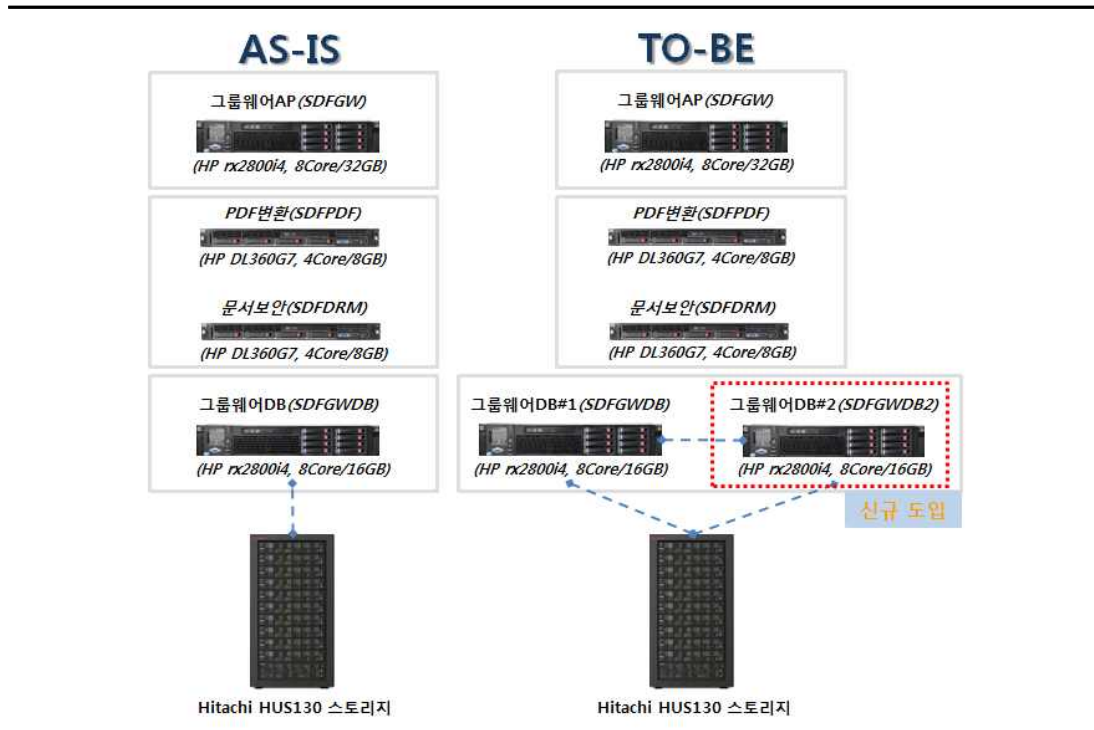 AS-IS
그룹웨어AP(SDFGW)
(HP rx2800i4, 8Core/32GB)
PDF변환(SDFPDF)
(HP DL360G7, 4Core/8GB)
문서보안(SDFDRM)
(HP DL360G7, 4Core/8GB)
그룹웨어DB(SDFGWDB)
(HP rx2800i4, 8Core/16GB)
Hitachi HUS130 스토리지
TO-BE
그룹웨어AP(SDFGW)
(HP rx2800i4, 8Core/32GB)
PDF변환(SDFPDF)
(HP DL360G7, 4Core/8GB)
문서보안(SDFDRM)
(HP DL360G7, 4Core/8GB)
그룹웨어DB#1(SDFGWDB)
(HP rx2800i4, 8Core/16GB)
그룹웨어DB#2(SDFGWDB2)
(HP rx2800i4, 8Core/16GB)
신규 도입
Hitachi HUS130 스토리지